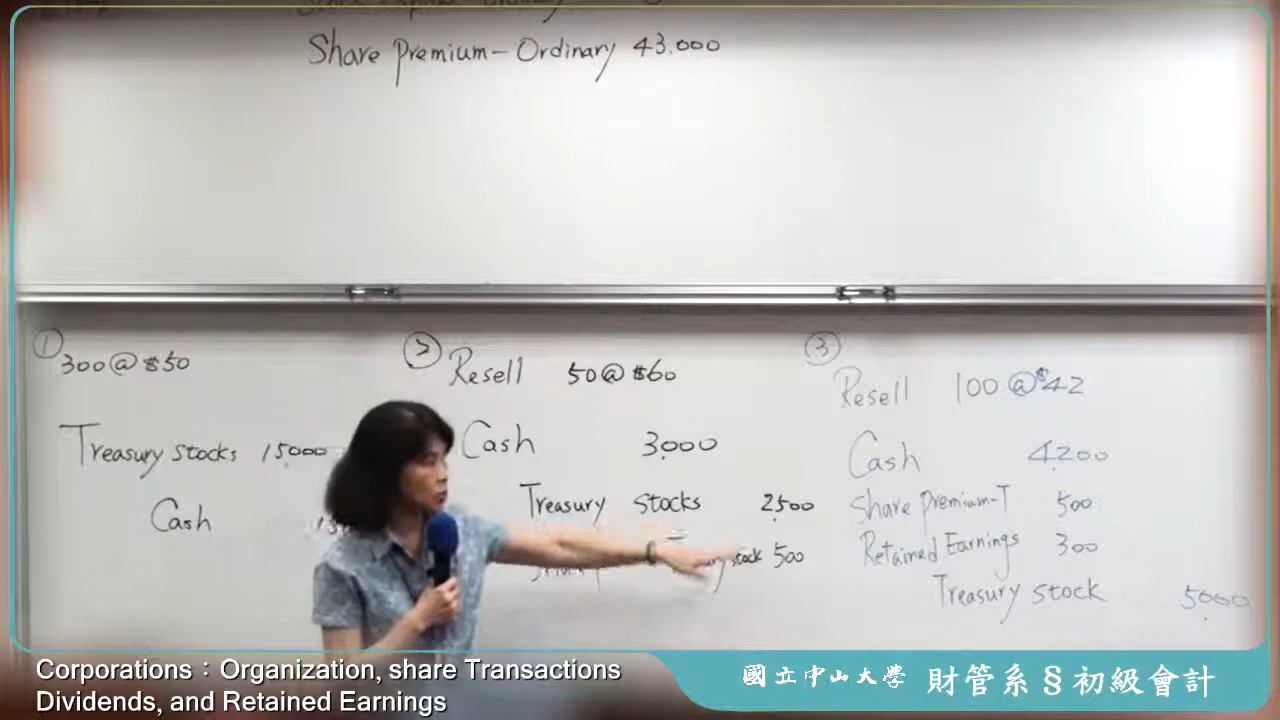 Share Premium - Ordinary 43.000
①
300@$50
Treasury stocks 15000
Cash
②
Resell 50@$60
Cash 3000
Treasury stocks 2500
stock 500
③
Resell 100@$42
Cash 4200
Share Premium-T 500
Retained Earnings 300
Treasury stock 5000
Corporations：Organization, share Transactions
Dividends, and Retained Earnings
國立中山大學 財管系§初級會計